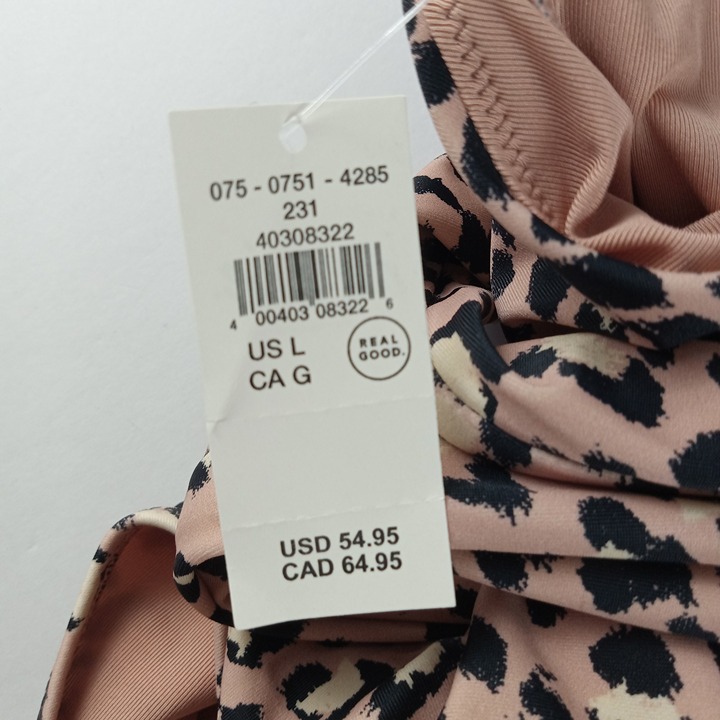 075 - 0751 - 4285
231
40308322
4 00403 08322 6
US L
CA G
REAL
GOOD.
USD 54.95
CAD 64.95